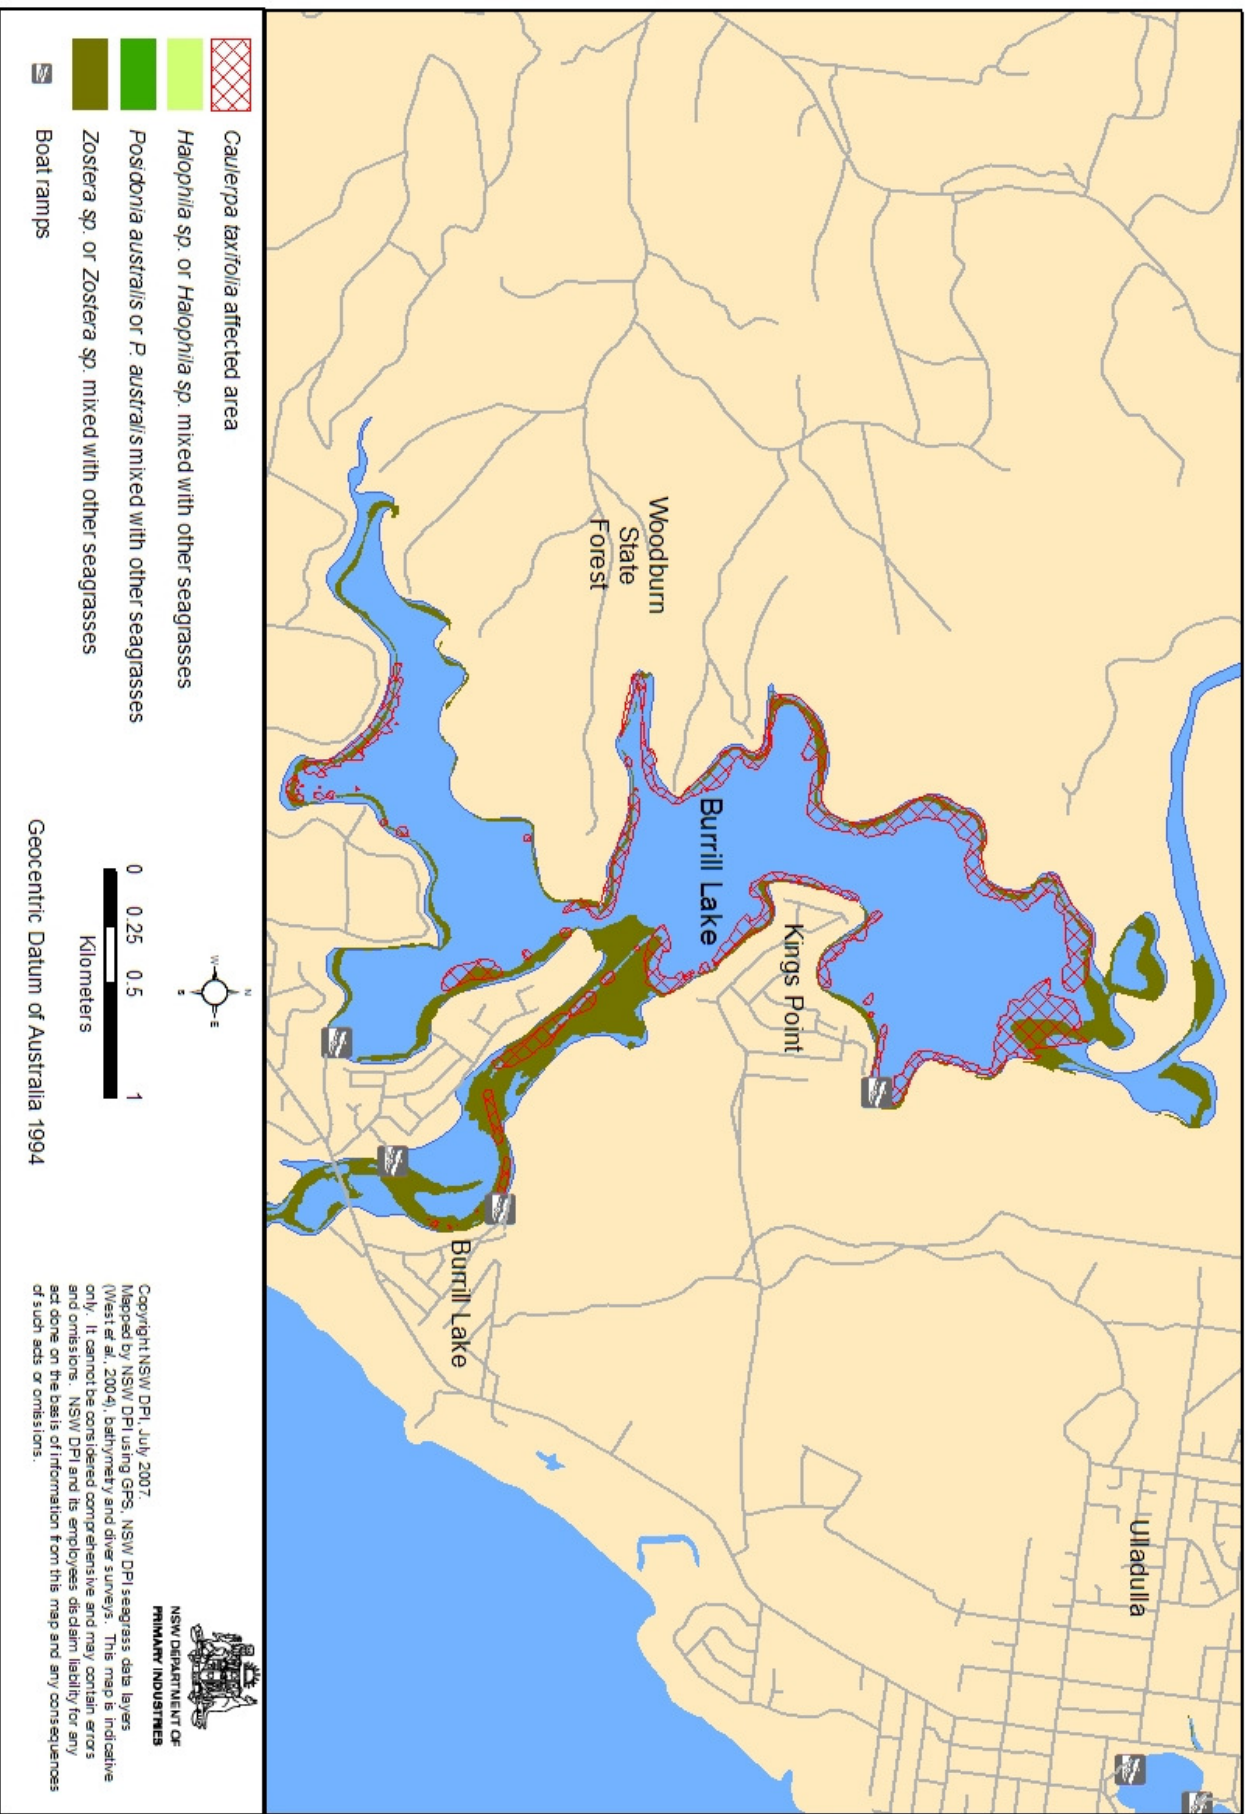 Ulladulla
Kings Point
Burrill Lake
Woodburn
State
Forest
Burrill Lake
Caulerpa taxifolia affected area
Halophila sp. or Halophila sp. mixed with other seagrasses
Posidonia australis or P. australis mixed with other seagrasses
Zostera sp. or Zostera sp. mixed with other seagrasses
Boat ramps
N
W
E
S
0 0.25 0.5 1
Kilometers
Geocentric Datum of Australia 1994
NSW DEPARTMENT OF
PRIMARY INDUSTRIES
Copyright NSW DPI, July 2007.
Mapped by NSW DPI using GPS, NSW DPI seagrass data layers
(West et al., 2004), bathymetry and diver surveys. This map is indicative
only. It cannot be considered comprehensive and may contain errors
and omissions. NSW DPI and its employees disclaim liability for any
act done on the basis of information from this map and any consequences
of such acts or omissions.